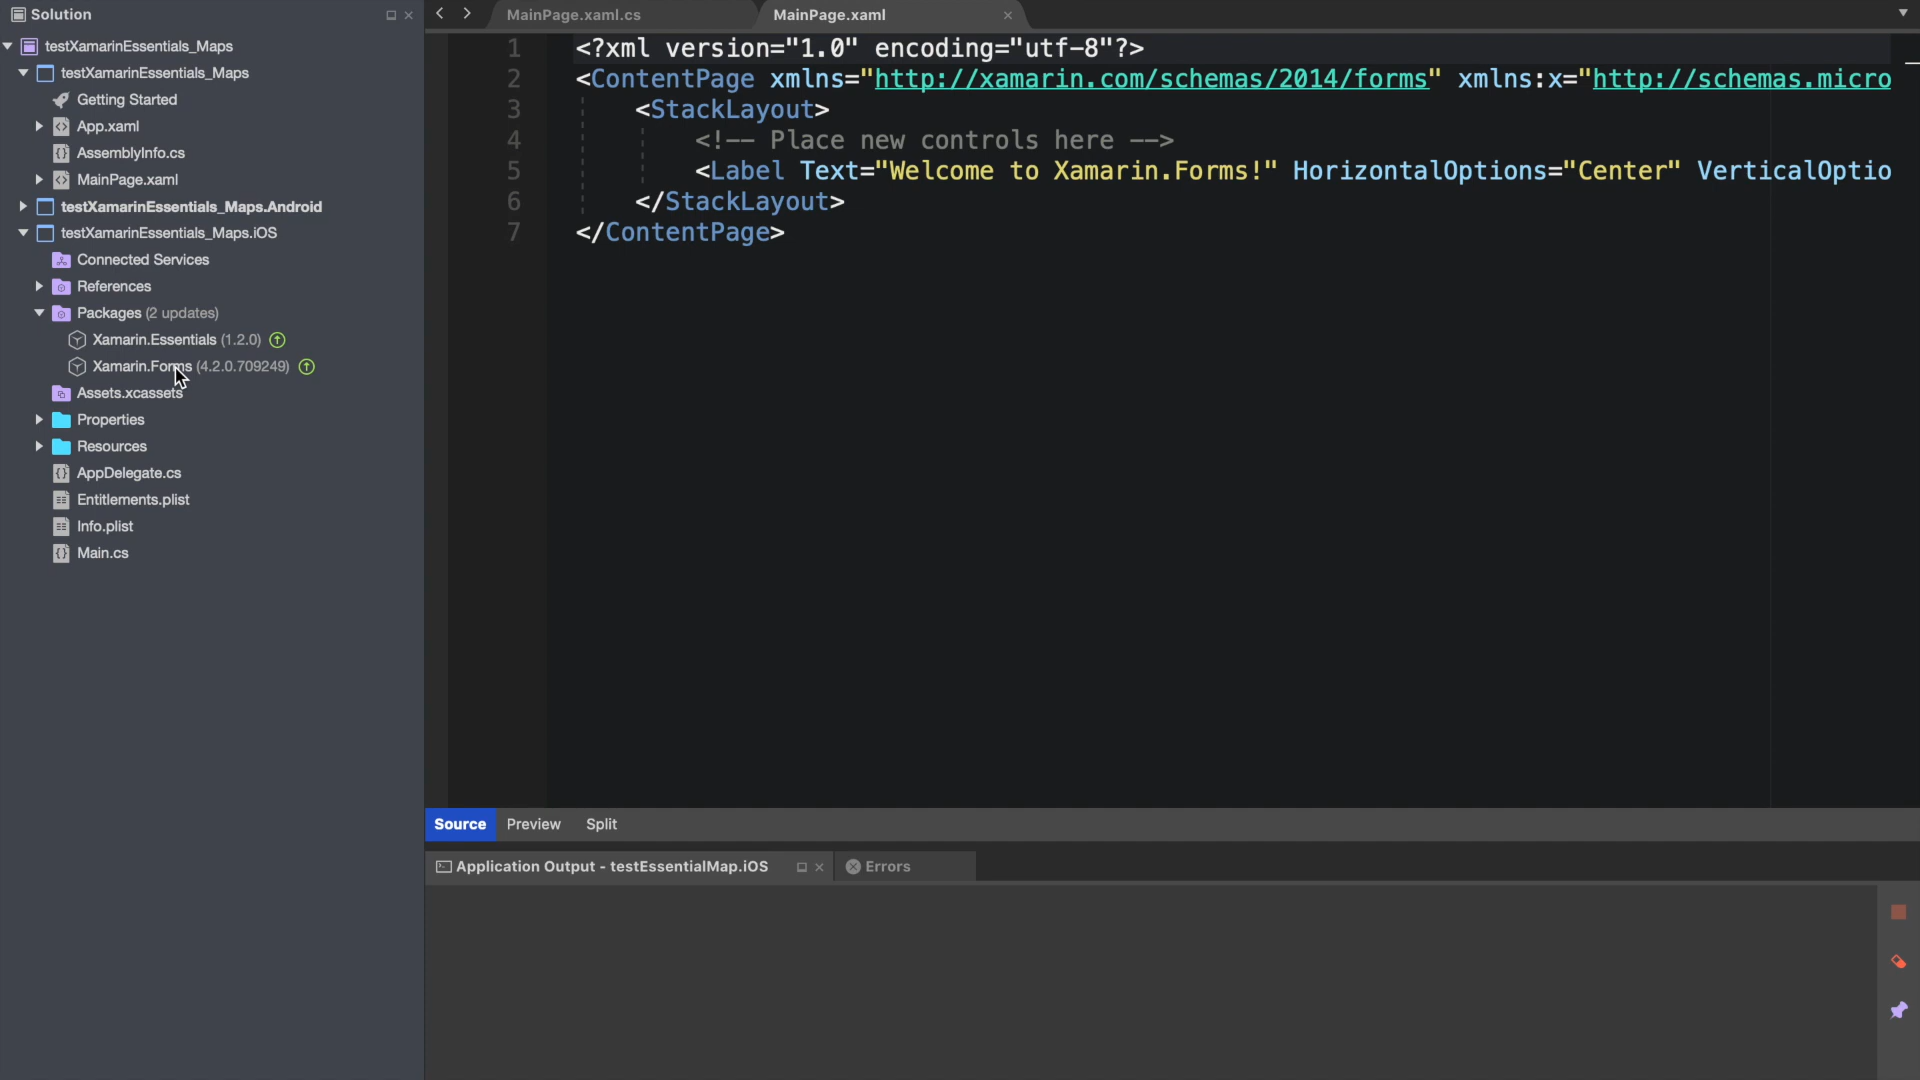 Solution
testXamarinEssentials_Maps
testXamarinEssentials_Maps
Getting Started
App.xaml
AssemblyInfo.cs
MainPage.xaml
testXamarinEssentials_Maps.Android
testXamarinEssentials_Maps.iOS
Connected Services
References
Packages (2 updates)
Xamarin.Essentials (1.2.0)
Xamarin.Forms (4.2.0.709249)
Assets.xcassets
Properties
Resources
AppDelegate.cs
Entitlements.plist
Info.plist
Main.cs
MainPage.xaml.cs
MainPage.xaml
1 <?xml version="1.0" encoding="utf-8"?>
2 <ContentPage xmlns="http://xamarin.com/schemas/2014/forms" xmlns:x="http://schemas.micro
3 <StackLayout>
4 <!-- Place new controls here -->
5 <Label Text="Welcome to Xamarin.Forms!" HorizontalOptions="Center" VerticalOptio
6 </StackLayout>
7 </ContentPage>
Source Preview Split
Application Output - testEssentialMap.iOS
Errors